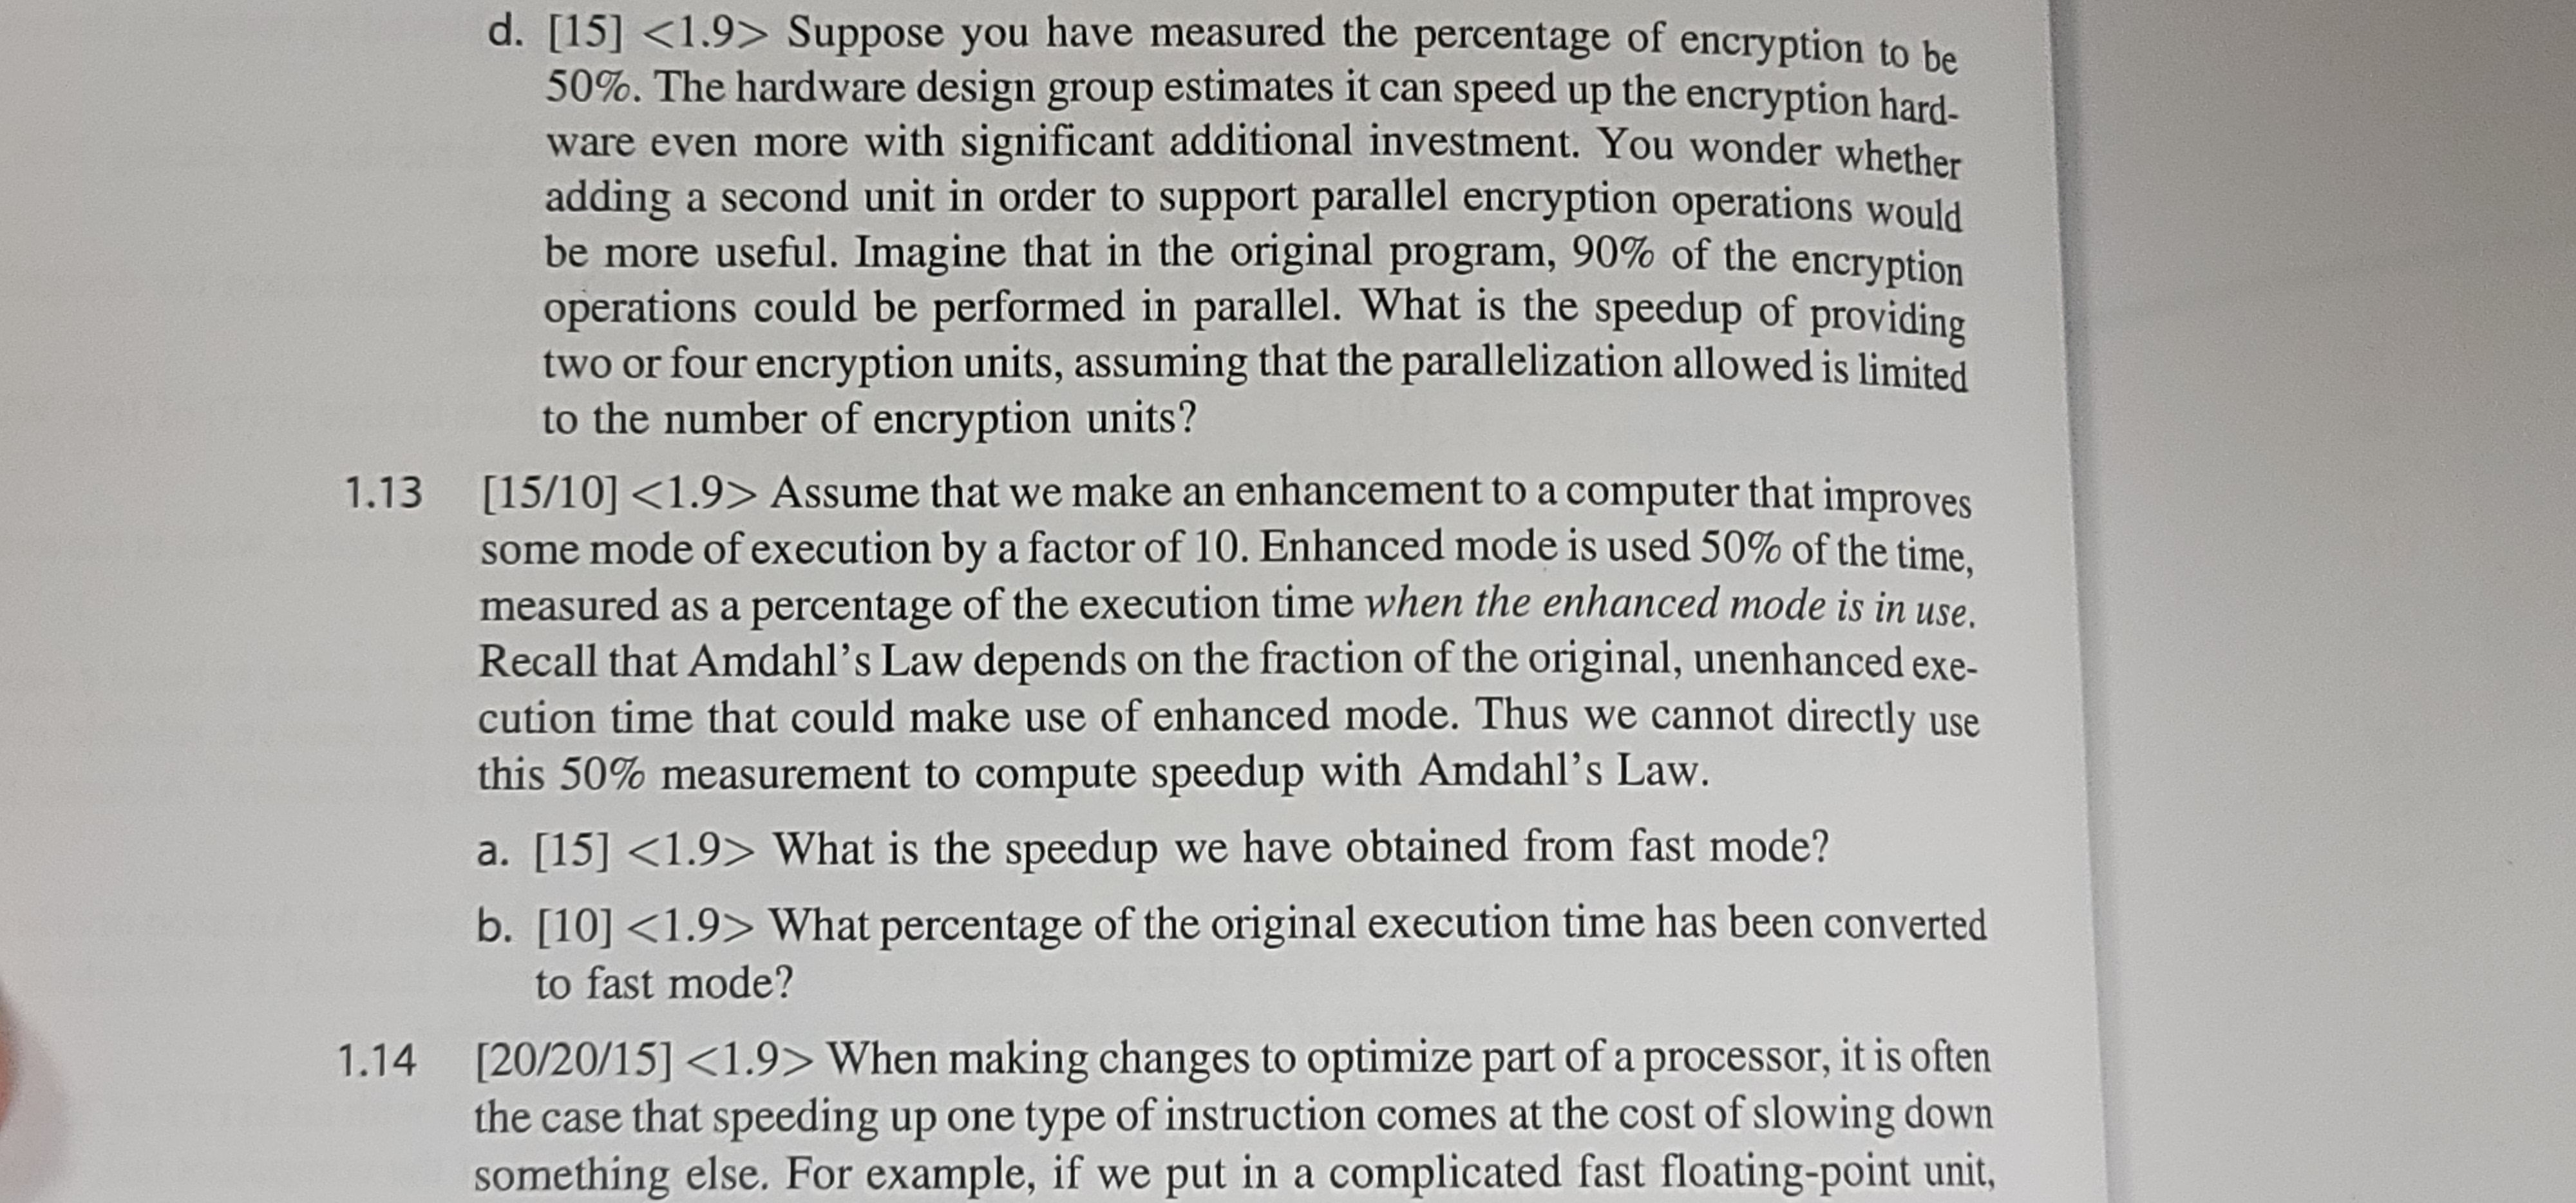 d. [15] <1.9> Suppose you have measured the percentage of encryption to be
50%. The hardware design group estimates it can speed up the encryption hard-
ware even more with significant additional investment. You wonder whether
adding a second unit in order to support parallel encryption operations would
be more useful. Imagine that in the original program, 90% of the encryption
operations could be performed in parallel. What is the speedup of providing
two or four encryption units, assuming that the parallelization allowed is limited
to the number of encryption units?
1.13 [15/10] <1.9> Assume that we make an enhancement to a computer that improves
some mode of execution by a factor of 10. Enhanced mode is used 50% of the time,
measured as a percentage of the execution time when the enhanced mode is in use.
Recall that Amdahl’s Law depends on the fraction of the original, unenhanced exe-
cution time that could make use of enhanced mode. Thus we cannot directly use
this 50% measurement to compute speedup with Amdahl’s Law.
a. [15] <1.9> What is the speedup we have obtained from fast mode?
b. [10] <1.9> What percentage of the original execution time has been converted
to fast mode?
1.14 [20/20/15] <1.9> When making changes to optimize part of a processor, it is often
the case that speeding up one type of instruction comes at the cost of slowing down
something else. For example, if we put in a complicated fast floating-point unit,